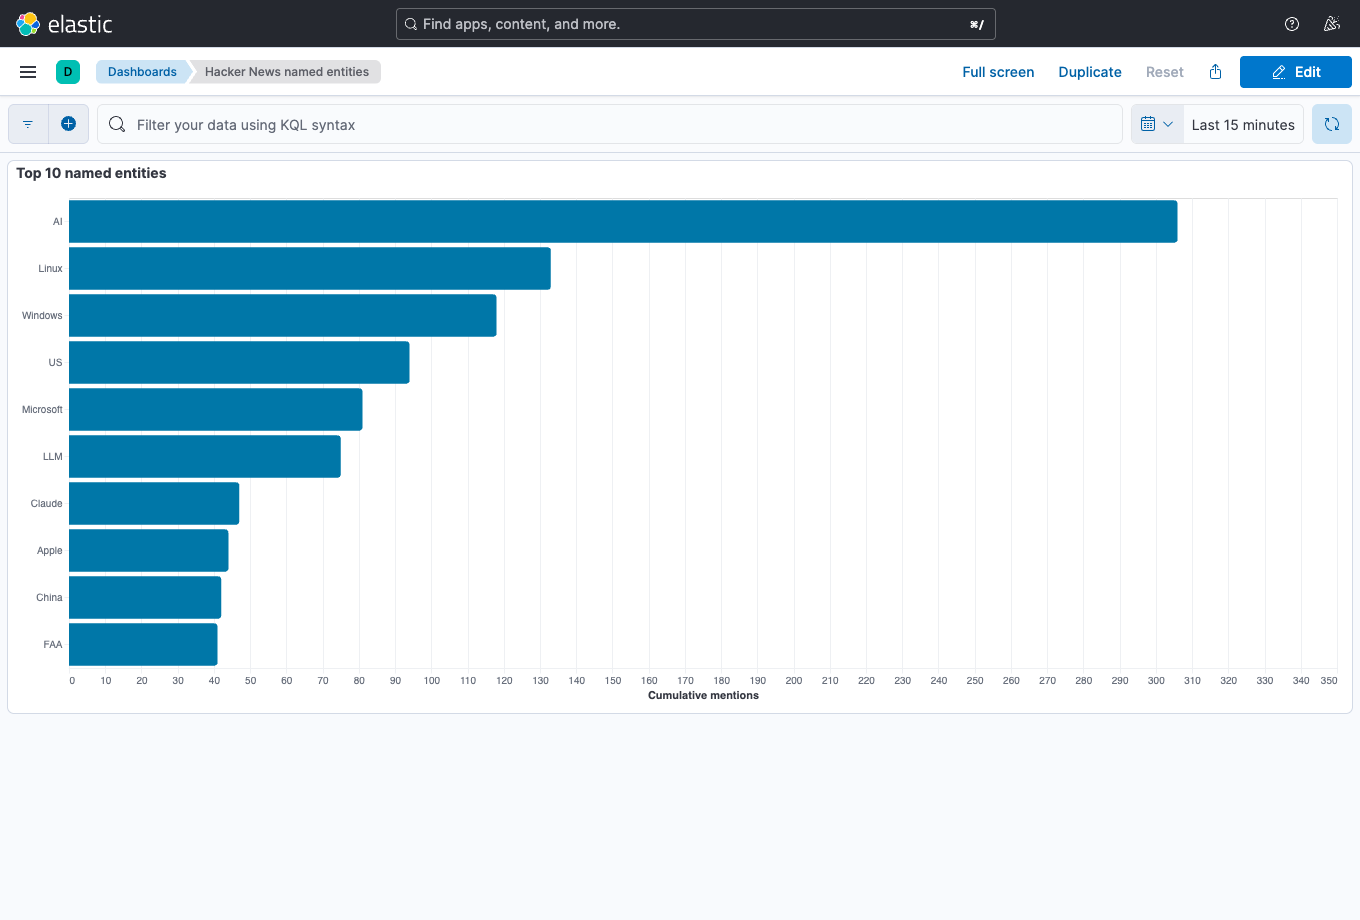 elastic
Find apps, content, and more.
⌘/
D
Dashboards
Hacker News named entities
Full screen
Duplicate
Reset
Edit
Filter your data using KQL syntax
Last 15 minutes
Top 10 named entities
AI
Linux
Windows
US
Microsoft
LLM
Claude
Apple
China
FAA
0 10 20 30 40 50 60 70 80 90 100 110 120 130 140 150 160 170 180 190 200 210 220 230 240 250 260 270 280 290 300 310 320 330 340 350
Cumulative mentions